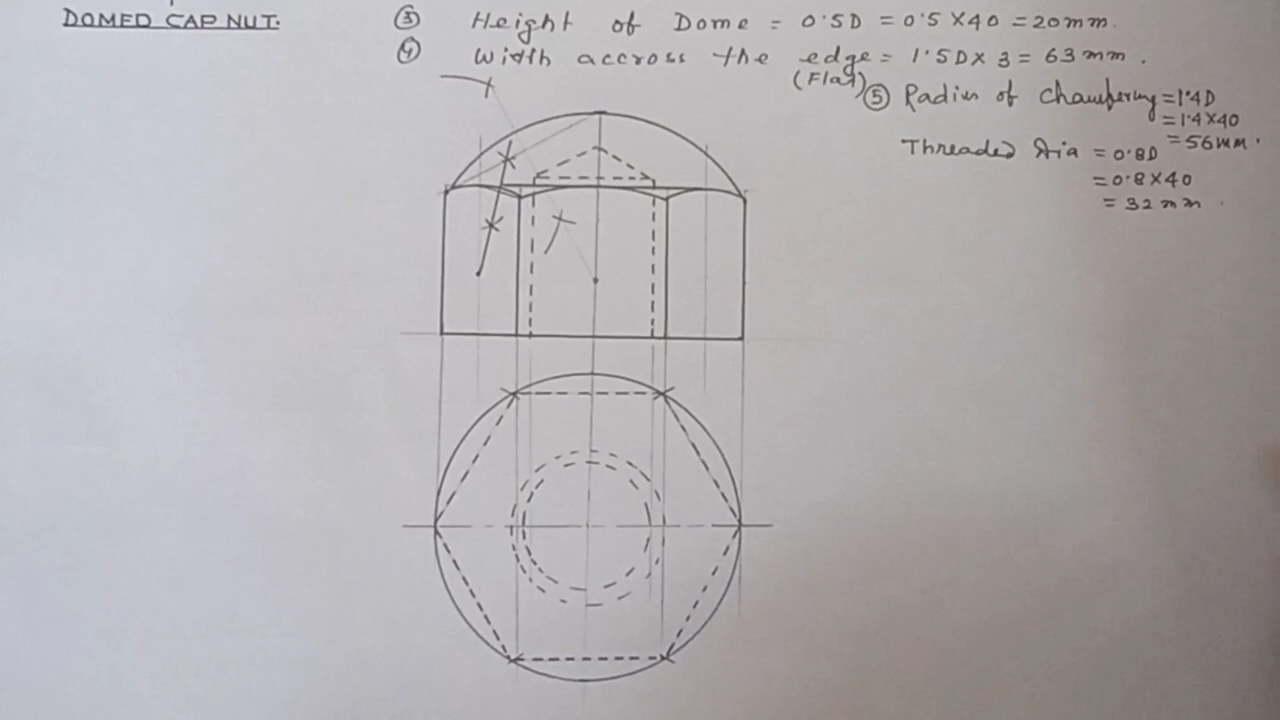 DOMED CAP NUT.
③ Height of Dome = 0.5D = 0.5 X 40 = 20mm.
④ Width accross the edge = 1.5D X 3 = 63mm.
(Flat)
⑤ Radius of chamfering = 1.4D
= 1.4 X 40
= 56mm.
Threaded dia = 0.8D
= 0.8 X 40
= 32mm.